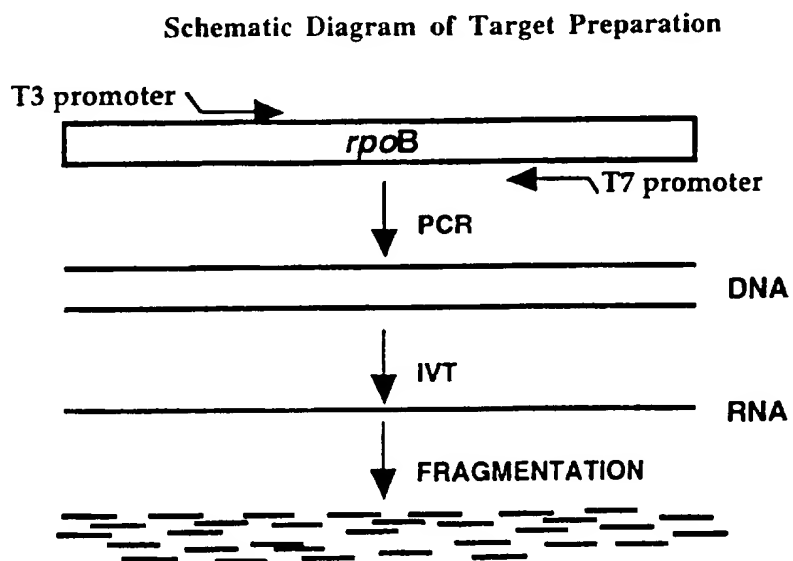 Schematic Diagram of Target Preparation
T3 promoter
rpoB
T7 promoter
PCR
DNA
IVT
RNA
FRAGMENTATION